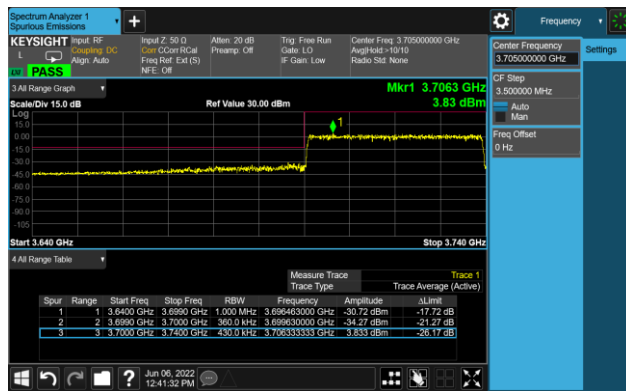 Spectrum Analyzer 1
Spurious Emissions
+
Frequency
KEYSIGHT Input: RF Input Z: 50 Ω Atten: 20 dB Trig: Free Run Center Freq: 3.705000000 GHz
L Coupling: DC Corr CCorr RCal Preamp: Off Gate: LO Avg|Hold:>10/10
Align: Auto Freq Ref: Ext (S) IF Gain: Low Radio Std: None
PASS NFE: Off
Center Frequency
3.705000000 GHz
Settings
CF Step
3.500000 MHz
Auto
Man
Freq Offset
0 Hz
3 All Range Graph
Mkr1 3.7063 GHz
Scale/Div 15.0 dB Ref Value 30.00 dBm 3.83 dBm
Log
15.0
0.00
-15.0
-30.0
-45.0
-60.0
-75.0
-90.0
-105
1
Start 3.640 GHz Stop 3.740 GHz
4 All Range Table
Measure Trace Trace 1
Trace Type Trace Average (Active)
Spur Range Start Freq Stop Freq RBW Frequency Amplitude ΔLimit
1 1 3.6400 GHz 3.6990 GHz 1.000 MHz 3.696463000 GHz -30.72 dBm -17.72 dB
2 2 3.6990 GHz 3.7000 GHz 360.0 kHz 3.699630000 GHz -34.27 dBm -21.27 dB
3 3 3.7000 GHz 3.7400 GHz 430.0 kHz 3.706333333 GHz 3.833 dBm -26.17 dB
? Jun 06, 2022
12:41:32 PM